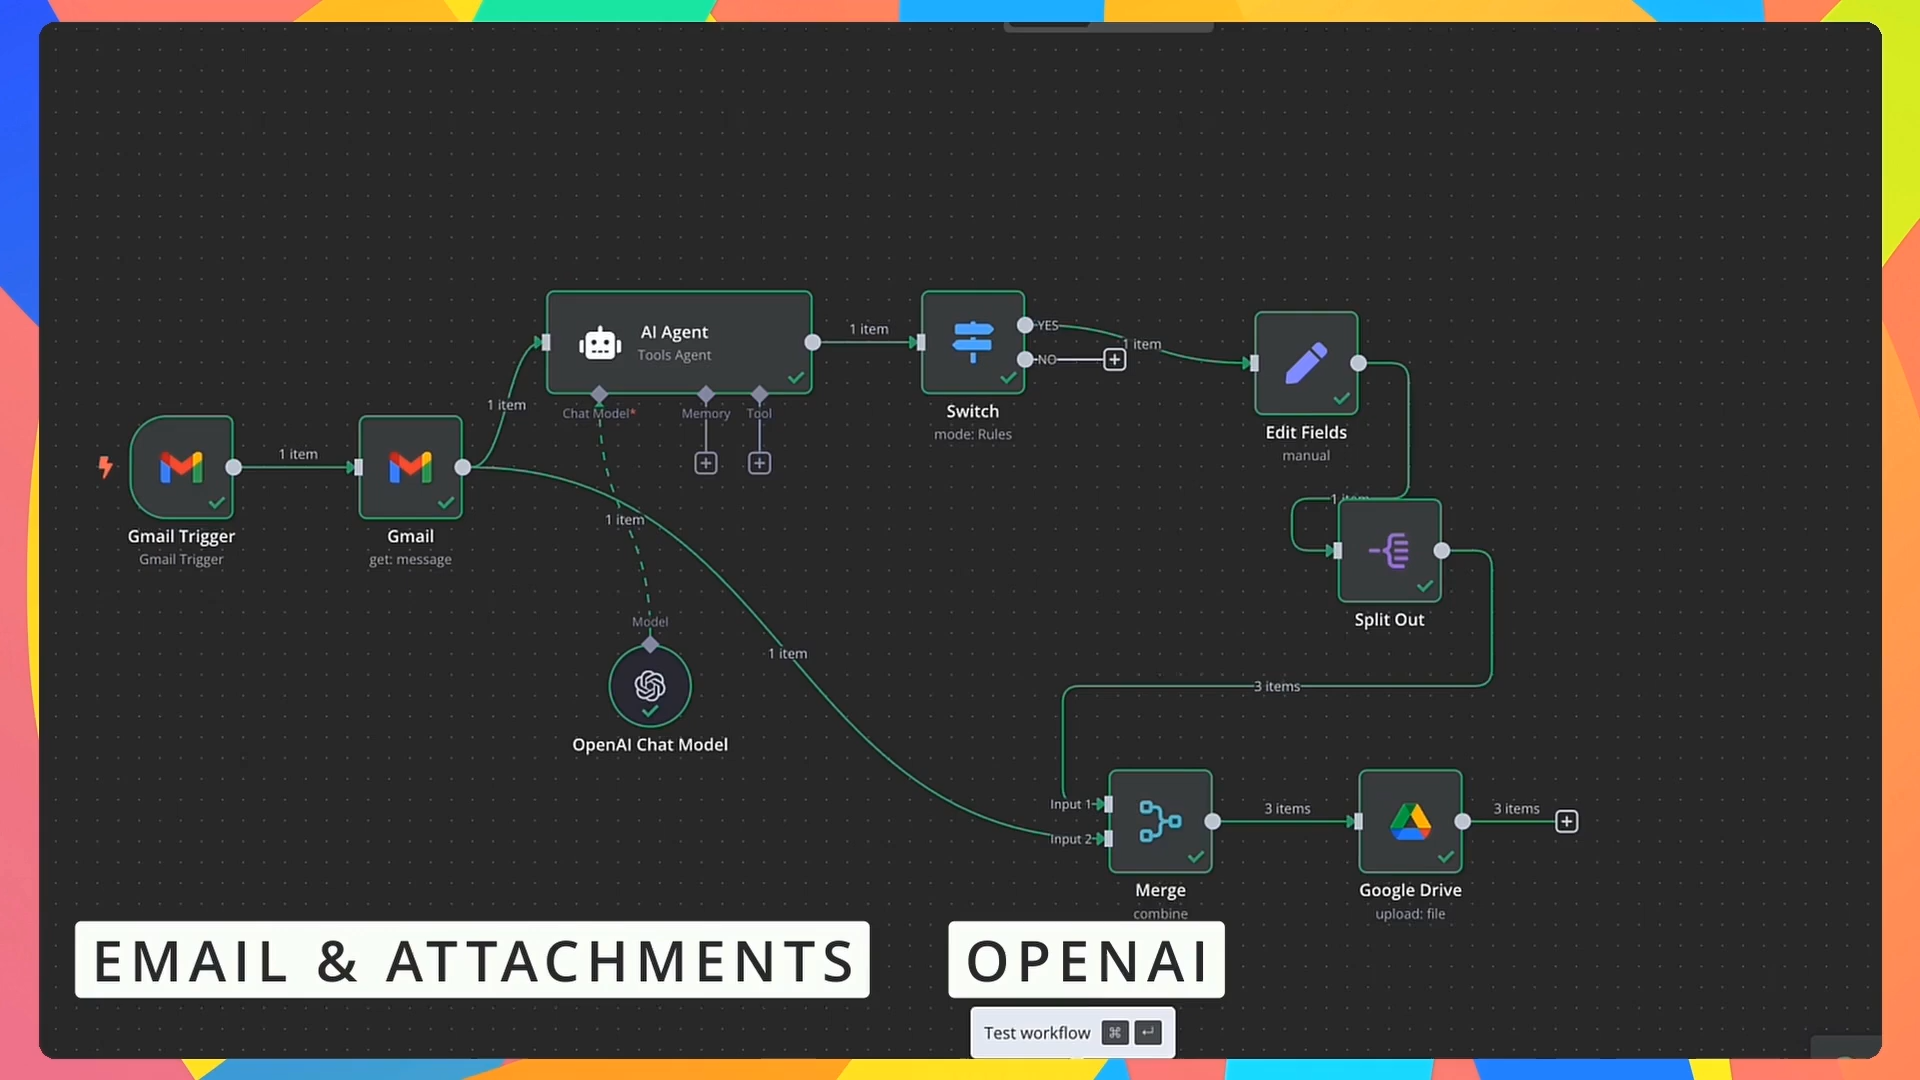 AI Agent
Tools Agent
Chat Model*
Memory
Tool
1 item
Switch
mode: Rules
YES
NO
1 item
Edit Fields
manual
1 item
1 item
Gmail Trigger
Gmail Trigger
Gmail
get: message
1 item
1 item
Split Out
Model
OpenAI Chat Model
1 item
3 items
Input 1
Input 2
Merge
combine
3 items
Google Drive
upload: file
3 items
EMAIL & ATTACHMENTS
OPENAI
Test workflow ⌘ ↵